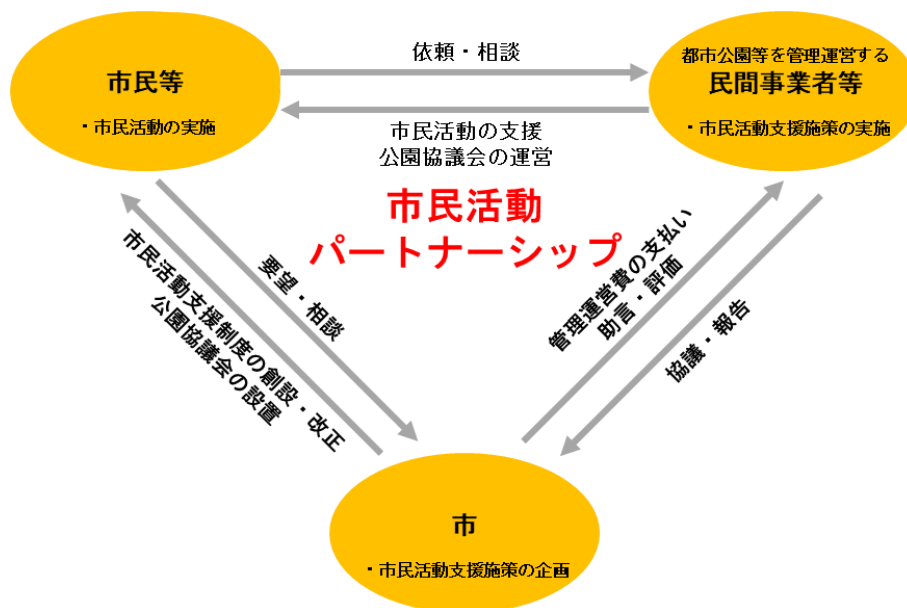 依頼・相談
市民等
・市民活動の実施
都市公園等を管理運営する
民間事業者等
・市民活動支援施策の実施
市民活動の支援
公園協議会の運営
市民活動
パートナーシップ
要望・相談
市民活動支援制度の創設・改正
公園協議会の設置
管理運営費の支払い
助言・評価
協議・報告
市
・市民活動支援施策の企画